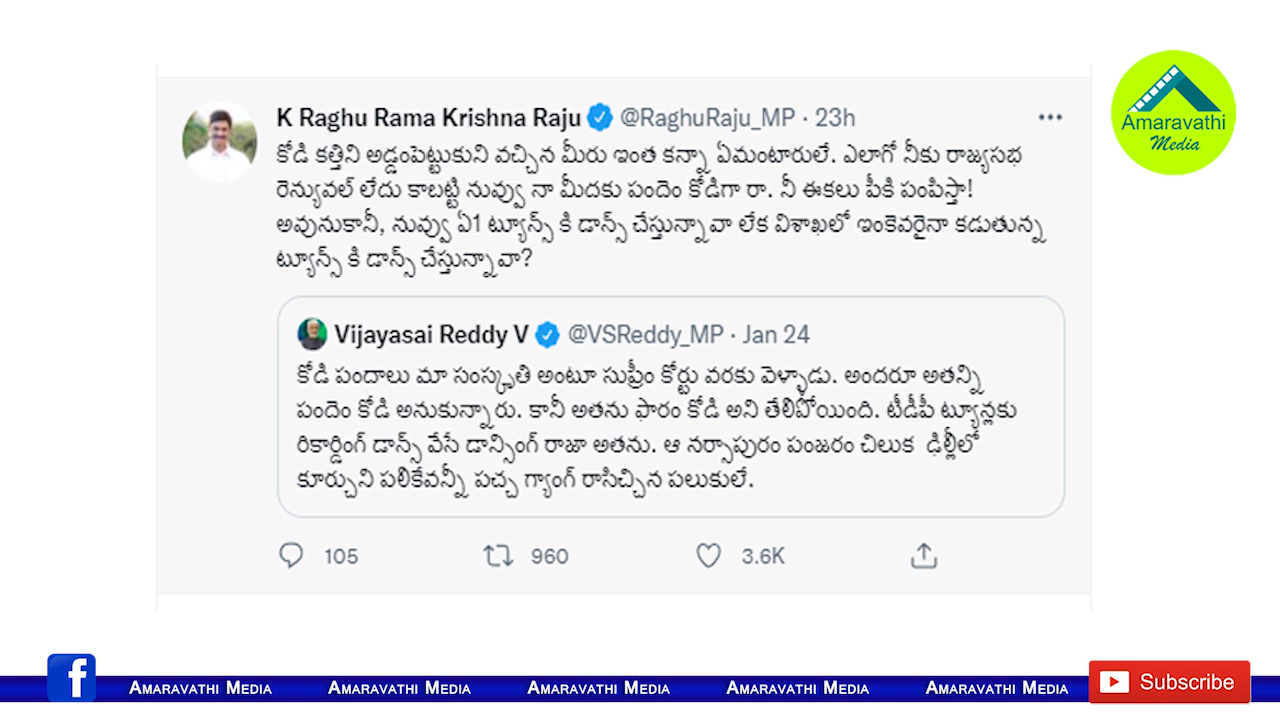 K Raghu Rama Krishna Raju @RaghuRaju_MP · 23h
కోడి కత్తిని అడ్డంపెట్టుకుని వచ్చిన మీరు ఇంత కన్నా ఏమంటారులే. ఎలాగో నీకు రాజ్యసభ
రెన్యువల్ లేదు కాబట్టి నువ్వు నా మీదకు పందెం కోడిగా రా. నీ ఈకలు పీకి పంపిస్తా!
అవునుకానీ, నువ్వు ఏ1 ట్యూన్స్ కి డాన్స్ చేస్తున్నావా లేక విశాఖలో ఇంకెవరైనా కడుతున్న
ట్యూన్స్ కి డాన్స్ చేస్తున్నావా?
Vijayasai Reddy V @VSReddy_MP · Jan 24
కోడి పందాలు మా సంస్కృతి అంటూ సుప్రీం కోర్టు వరకు వెళ్ళాడు. అందరూ అతన్ని
పందెం కోడి అనుకున్నారు. కానీ అతను ఫారం కోడి అని తేలిపోయింది. టీడీపీ ట్యూన్లకు
రికార్డింగ్ డాన్స్ వేసే డాన్సింగ్ రాజా అతను. ఆ నర్సాపురం పంజరం చిలుక ఢిల్లీలో
కూర్చుని పలికేవన్నీ పచ్చ గ్యాంగ్ రాసిచ్చిన పలుకులే.
105 960 3.6K
Amaravathi
Media
f Amaravathi Media Amaravathi Media Amaravathi Media Amaravathi Media Amaravathi Media Subscribe